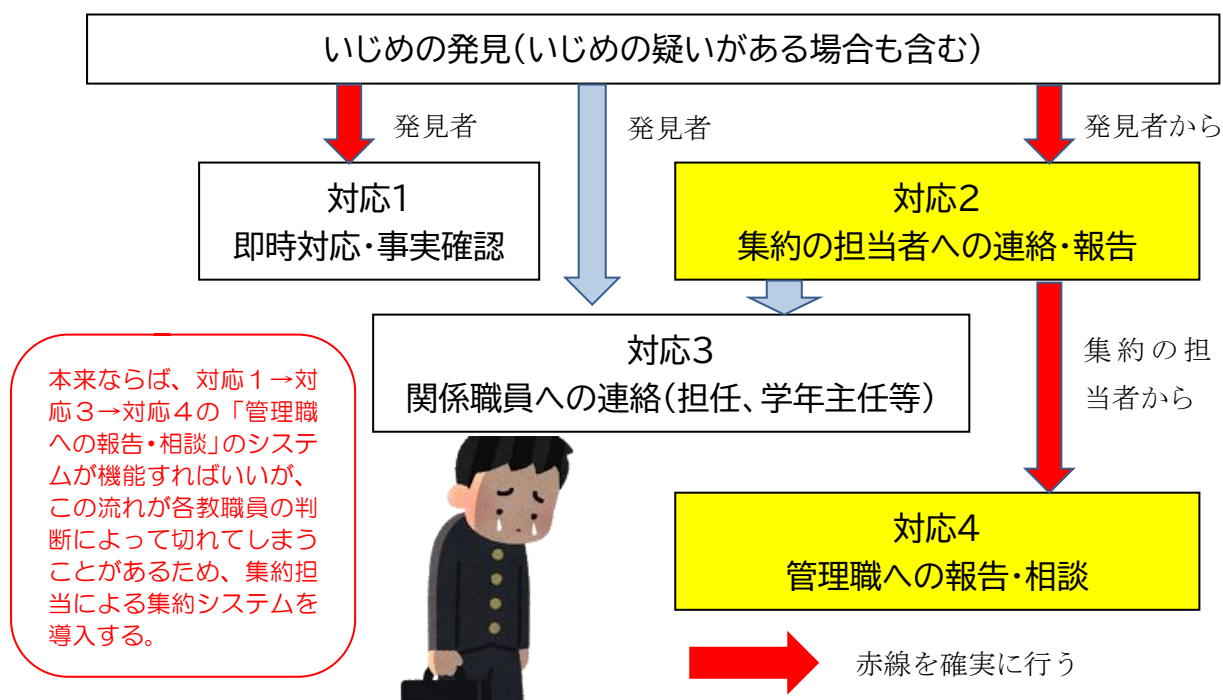 いじめの発見(いじめの疑いがある場合も含む)
発見者
発見者
発見者から
対応1
即時対応・事実確認
対応2
集約の担当者への連絡・報告
対応3
関係職員への連絡(担任、学年主任等)
集約の担
当者から
本来ならば、対応1→対
応3→対応4の「管理職
への報告・相談」のシステ
ムが機能すればいいが、
この流れが各教職員の判
断によって切れてしまう
ことがあるため、集約担
当による集約システムを
導入する。
対応4
管理職への報告・相談
赤線を確実に行う